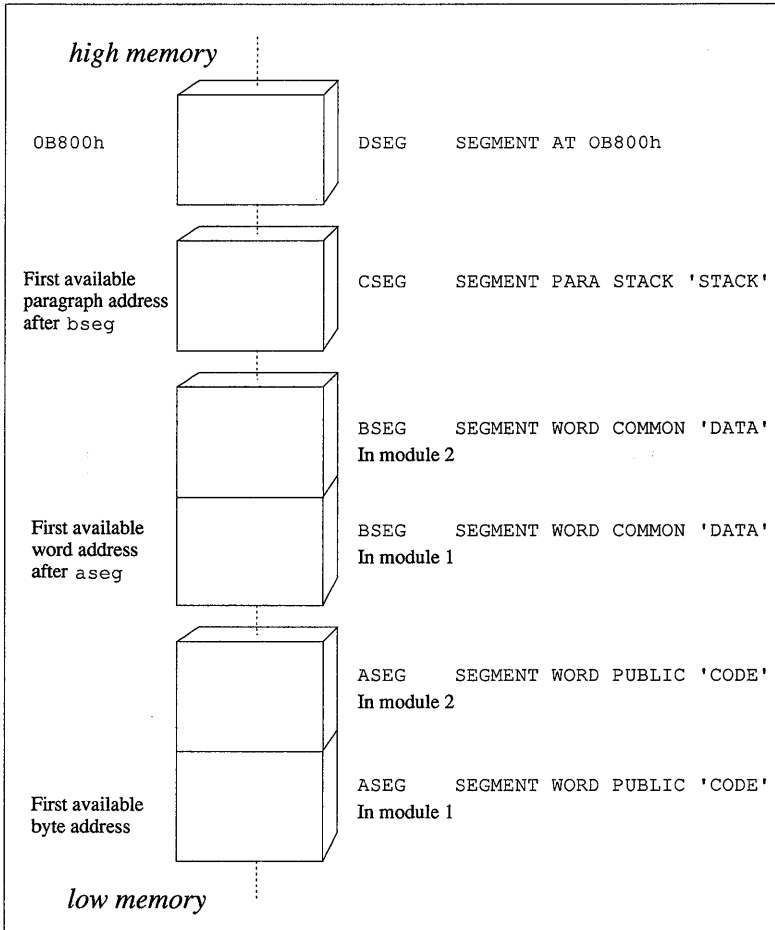 high memory
0B800h
DSEG SEGMENT AT 0B800h
First available
paragraph address
after bseg
CSEG SEGMENT PARA STACK 'STACK'
BSEG SEGMENT WORD COMMON 'DATA'
In module 2
First available
word address
after aseg
BSEG SEGMENT WORD COMMON 'DATA'
In module 1
ASEG SEGMENT WORD PUBLIC 'CODE'
In module 2
First available
byte address
ASEG SEGMENT WORD PUBLIC 'CODE'
In module 1
low memory